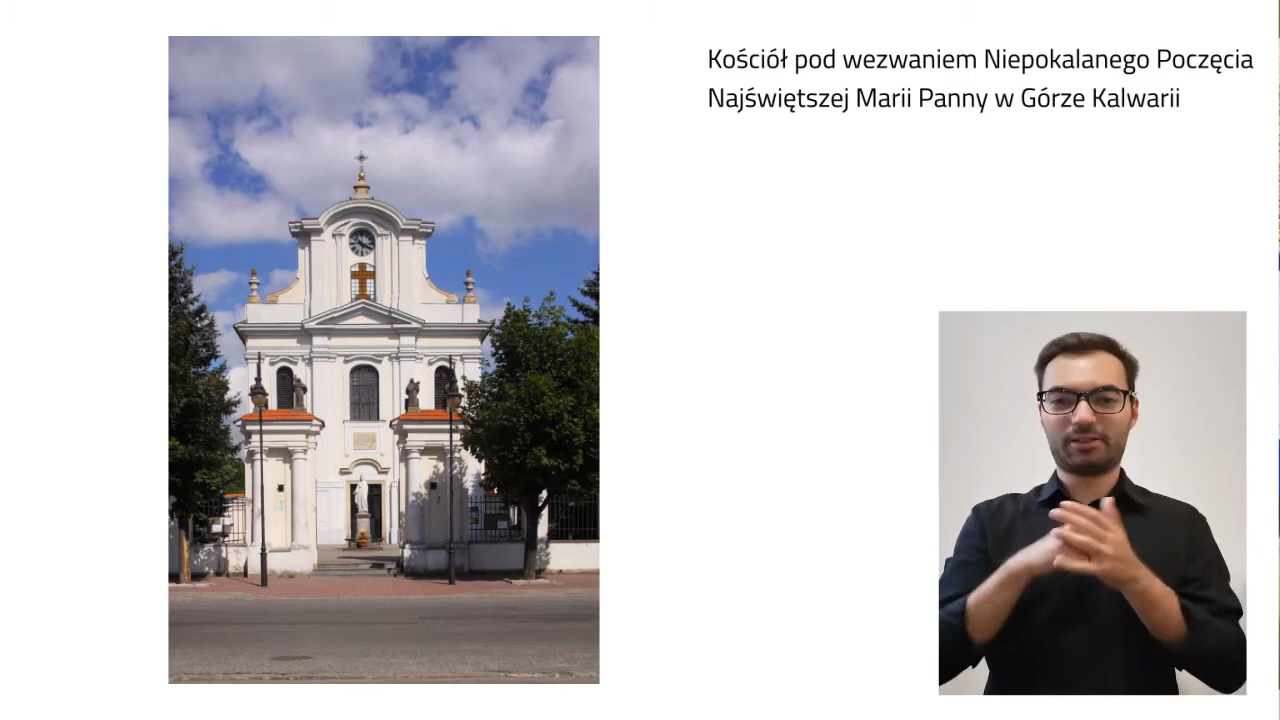 Kościół pod wezwaniem Niepokalanego Poczęcia
Najświętszej Marii Panny w Górze Kalwarii